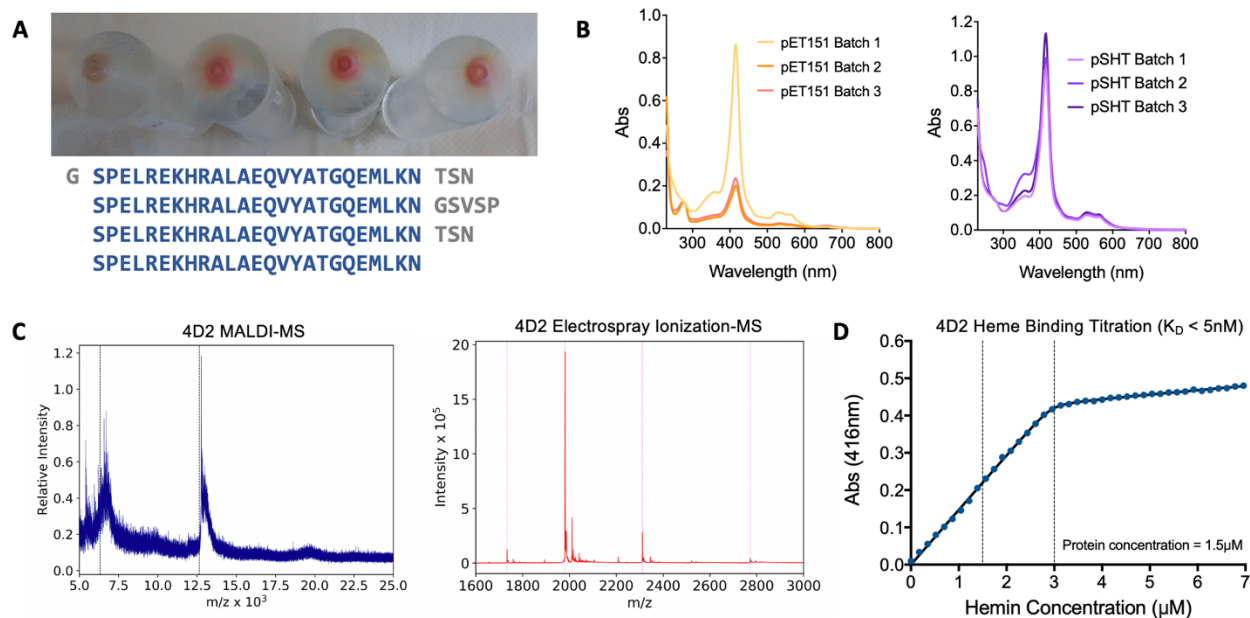 A
G SPELREKHRALAEQVYATGQEMLKN TSN
SPELREKHRALAEQVYATGQEMLKN GSVSP
SPELREKHRALAEQVYATGQEMLKN TSN
SPELREKHRALAEQVYATGQEMLKN
B
pET151 Batch 1
pET151 Batch 2
pET151 Batch 3
Abs
1.0
0.8
0.6
0.4
0.2
0.0
300 400 500 600 700 800
Wavelength (nm)
pSHT Batch 1
pSHT Batch 2
pSHT Batch 3
Abs
1.2
1.0
0.8
0.6
0.4
0.2
0.0
300 400 500 600 700 800
Wavelength (nm)
C
4D2 MALDI-MS
Relative Intensity
1.2
1.0
0.8
0.6
0.4
0.2
0.0
5.0 7.5 10.0 12.5 15.0 17.5 20.0 22.5 25.0
m/z x 10³
4D2 Electrospray Ionization-MS
Intensity x 10⁵
20
15
10
5
0
1600 1800 2000 2200 2400 2600 2800 3000
m/z
D
4D2 Heme Binding Titration (K_D < 5nM)
Abs (416nm)
0.6
0.5
0.4
0.3
0.2
0.1
0.0
Protein concentration = 1.5µM
0 1 2 3 4 5 6 7
Hemin Concentration (µM)